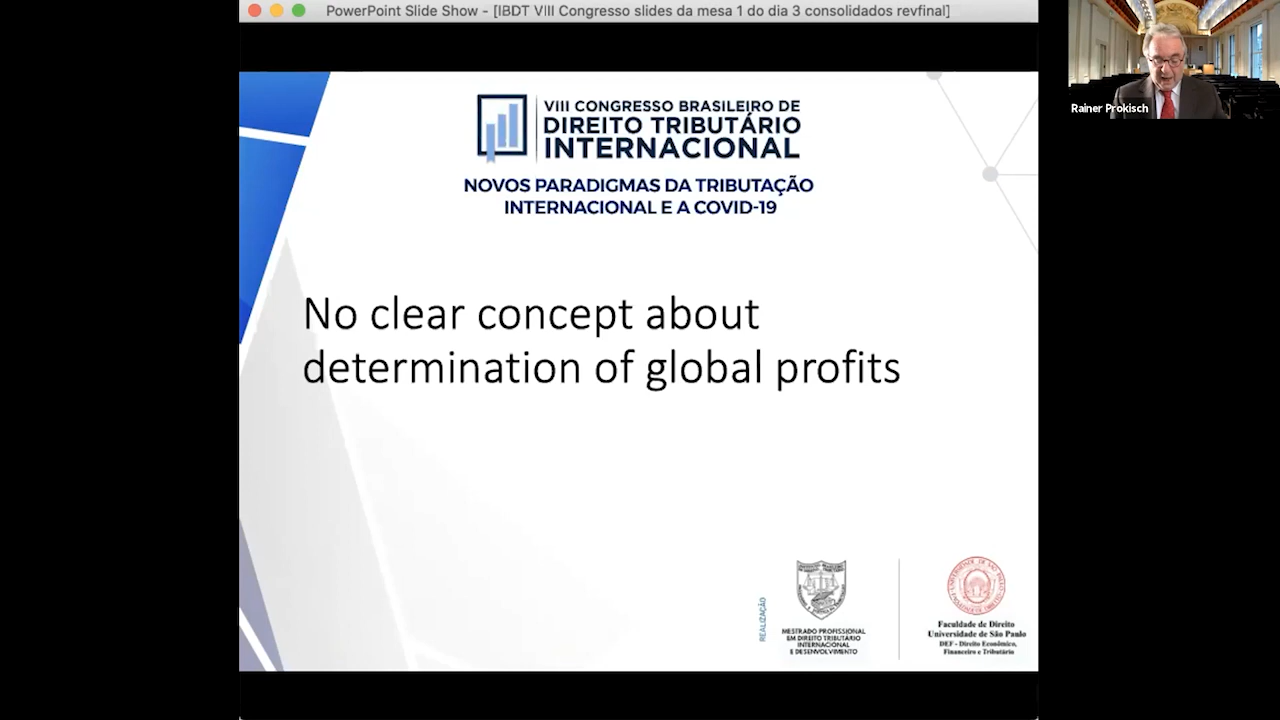 PowerPoint Slide Show - [IBDT VIII Congresso slides da mesa 1 do dia 3 consolidados revfinal]
Rainer Prokisch
VIII CONGRESSO BRASILEIRO DE
DIREITO TRIBUTÁRIO
INTERNACIONAL
NOVOS PARADIGMAS DA TRIBUTAÇÃO
INTERNACIONAL E A COVID-19
No clear concept about
determination of global profits
REALIZAÇÃO
MESTRADO PROFISSIONAL
EM DIREITO TRIBUTÁRIO
INTERNACIONAL
E DESENVOLVIMENTO
Faculdade de Direito
Universidade de São Paulo
DEF - Direito Econômico,
Financeiro e Tributário